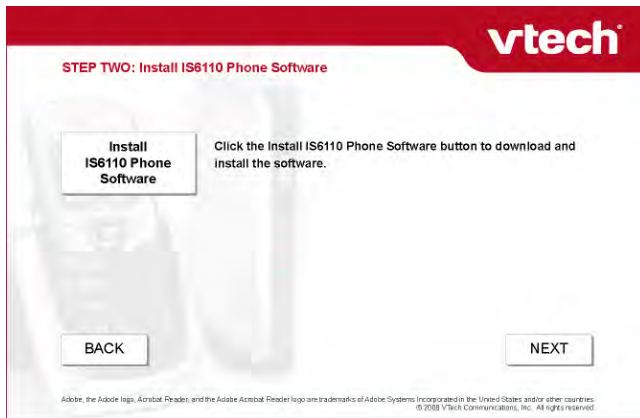 vtech
STEP TWO: Install IS6110 Phone Software
Install
IS6110 Phone
Software
Click the Install IS6110 Phone Software button to download and
install the software.
BACK
NEXT
Adobe, the Adode logo, Acrobat Reader, and the Adobe Acrobat Reader logo are trademarks of Adobe Systems Incorporated in the United States and/or other countries.
© 2008 VTech Communications, Inc. All rights reserved.